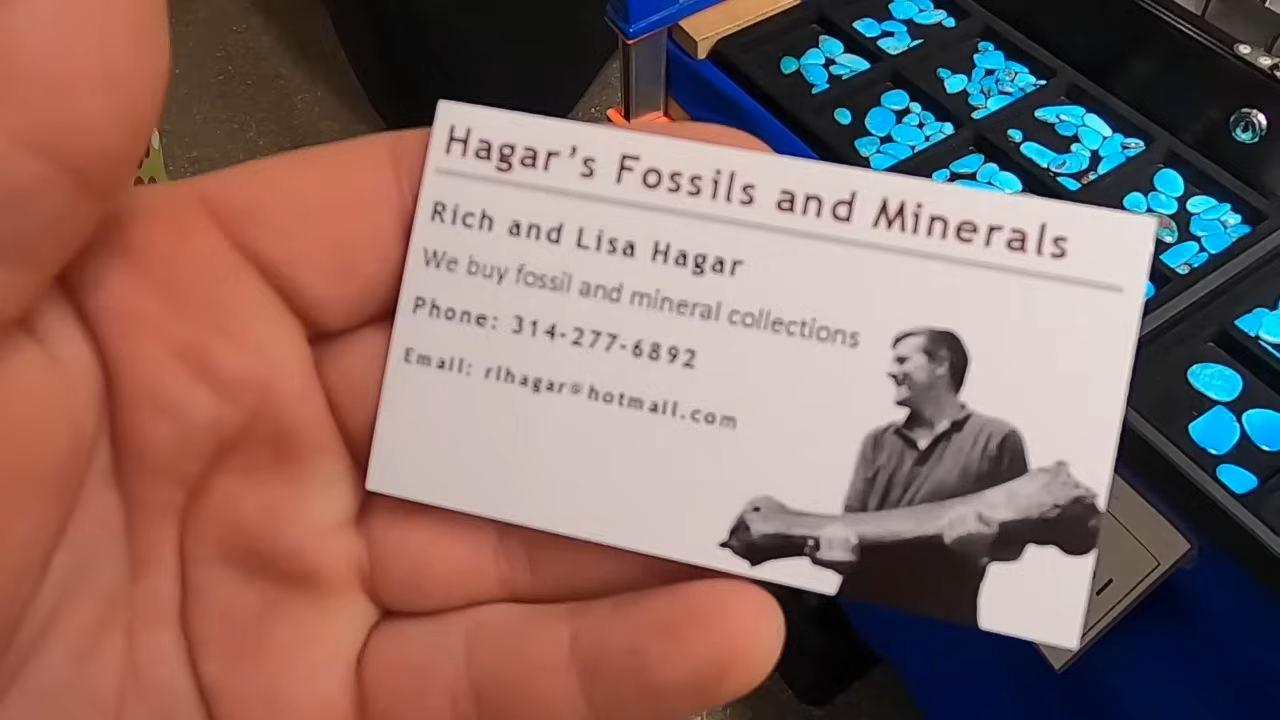 Hagar's Fossils and Minerals
Rich and Lisa Hagar
We buy fossil and mineral collections
Phone: 314-277-6892
Email: rlhagar@hotmail.com